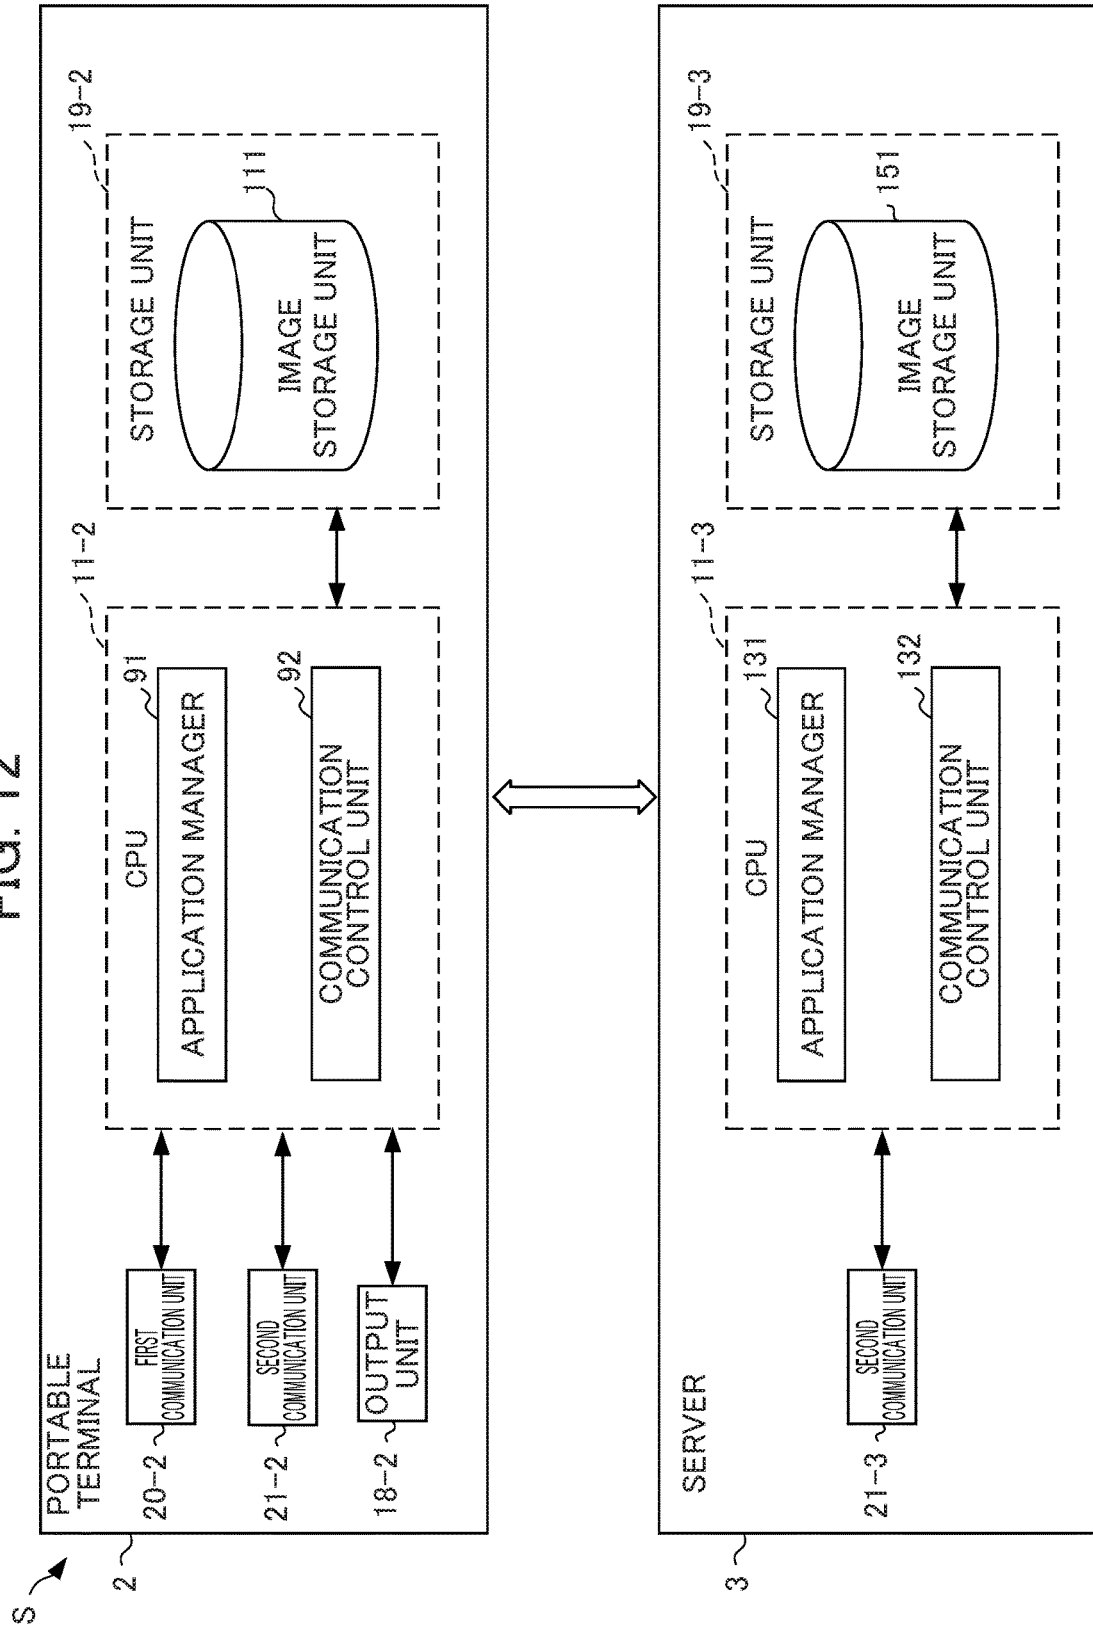 FIG. 12
S
2
PORTABLE
TERMINAL
20-2
FIRST
COMMUNICATION UNIT
21-2
SECOND
COMMUNICATION UNIT
18-2
OUTPUT
UNIT
11-2
CPU
91
APPLICATION MANAGER
92
COMMUNICATION
CONTROL UNIT
19-2
STORAGE UNIT
111
IMAGE
STORAGE UNIT
3
SERVER
21-3
SECOND
COMMUNICATION UNIT
11-3
CPU
131
APPLICATION MANAGER
132
COMMUNICATION
CONTROL UNIT
19-3
STORAGE UNIT
151
IMAGE
STORAGE UNIT